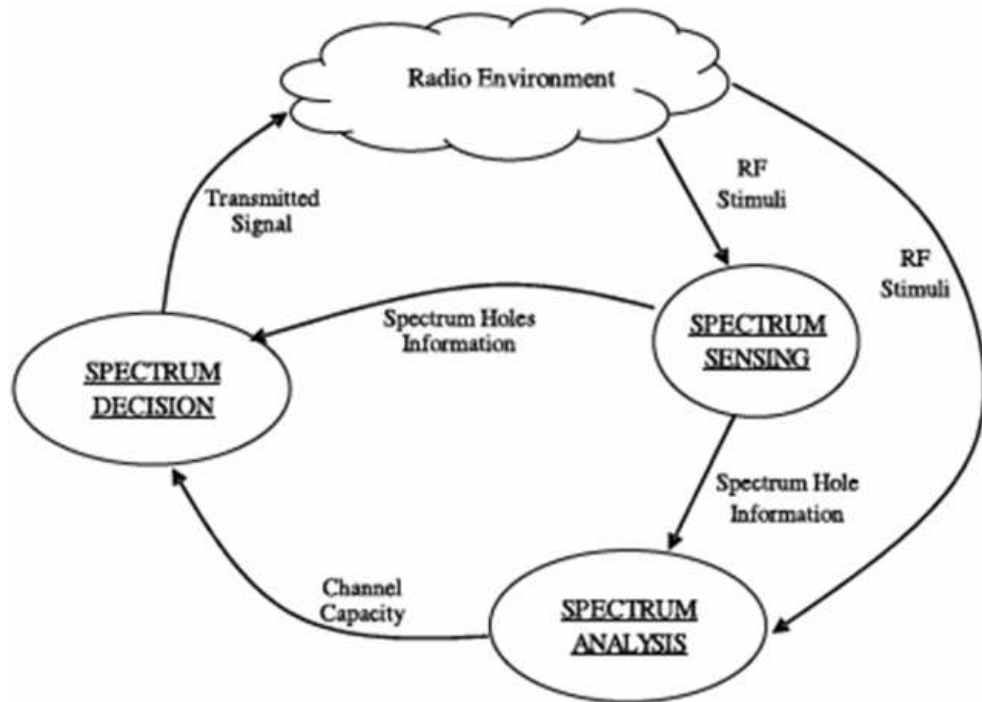 Radio Environment
RF
Stimuli
Transmitted
Signal
RF
Stimuli
Spectrum Holes
Information
SPECTRUM
SENSING
SPECTRUM
DECISION
Spectrum Hole
Information
Channel
Capacity
SPECTRUM
ANALYSIS